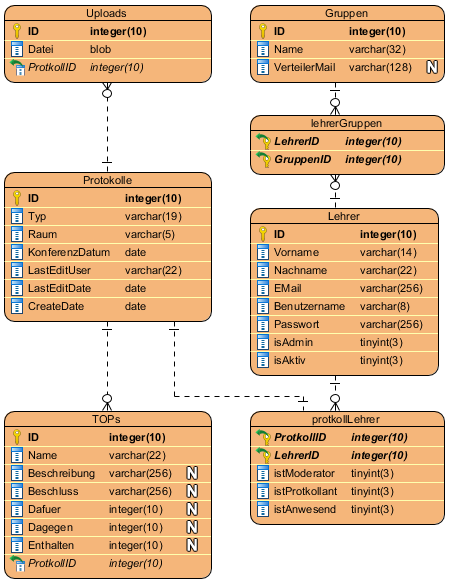 Uploads
ID integer(10)
Datei blob
ProtkollID integer(10)
Gruppen
ID integer(10)
Name varchar(32)
VerteilerMail varchar(128) N
lehrerGruppen
LehrerID integer(10)
GruppenID integer(10)
Protokolle
ID integer(10)
Typ varchar(19)
Raum varchar(5)
KonferenzDatum date
LastEditUser varchar(22)
LastEditDate date
CreateDate date
Lehrer
ID integer(10)
Vorname varchar(14)
Nachname varchar(22)
EMail varchar(256)
Benutzername varchar(8)
Passwort varchar(256)
isAdmin tinyint(3)
isAktiv tinyint(3)
TOPs
ID integer(10)
Name varchar(22)
Beschreibung varchar(256) N
Beschluss varchar(256) N
Dafuer integer(10) N
Dagegen integer(10) N
Enthalten integer(10) N
ProtkollID integer(10)
protkollLehrer
ProtkollID integer(10)
LehrerID integer(10)
istModerator tinyint(3)
istProtkollant tinyint(3)
istAnwesend tinyint(3)